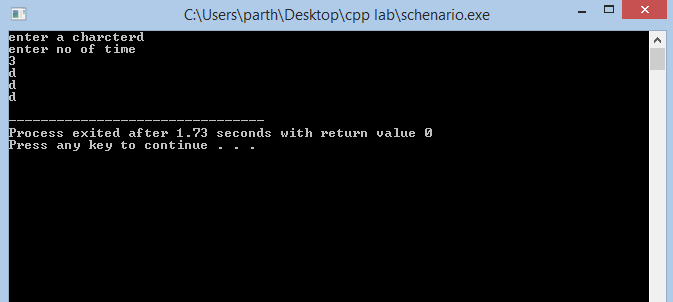 C:\Users\parth\Desktop\cpp lab\schenario.exe
enter a charcterd
enter no of time
3
d
d
d
--------------------------------
Process exited after 1.73 seconds with return value 0
Press any key to continue . . .